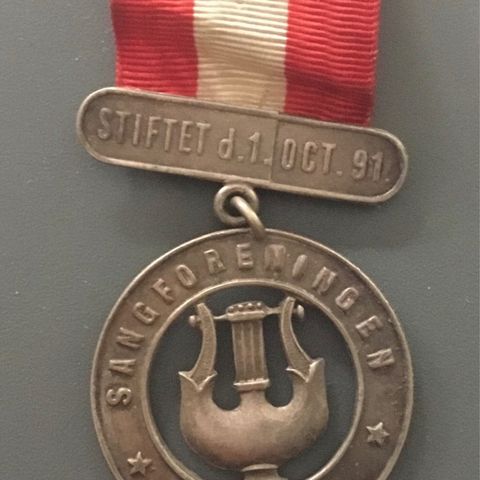 STIFTET d. 1. OCT. 91.
SANGFORENINGEN